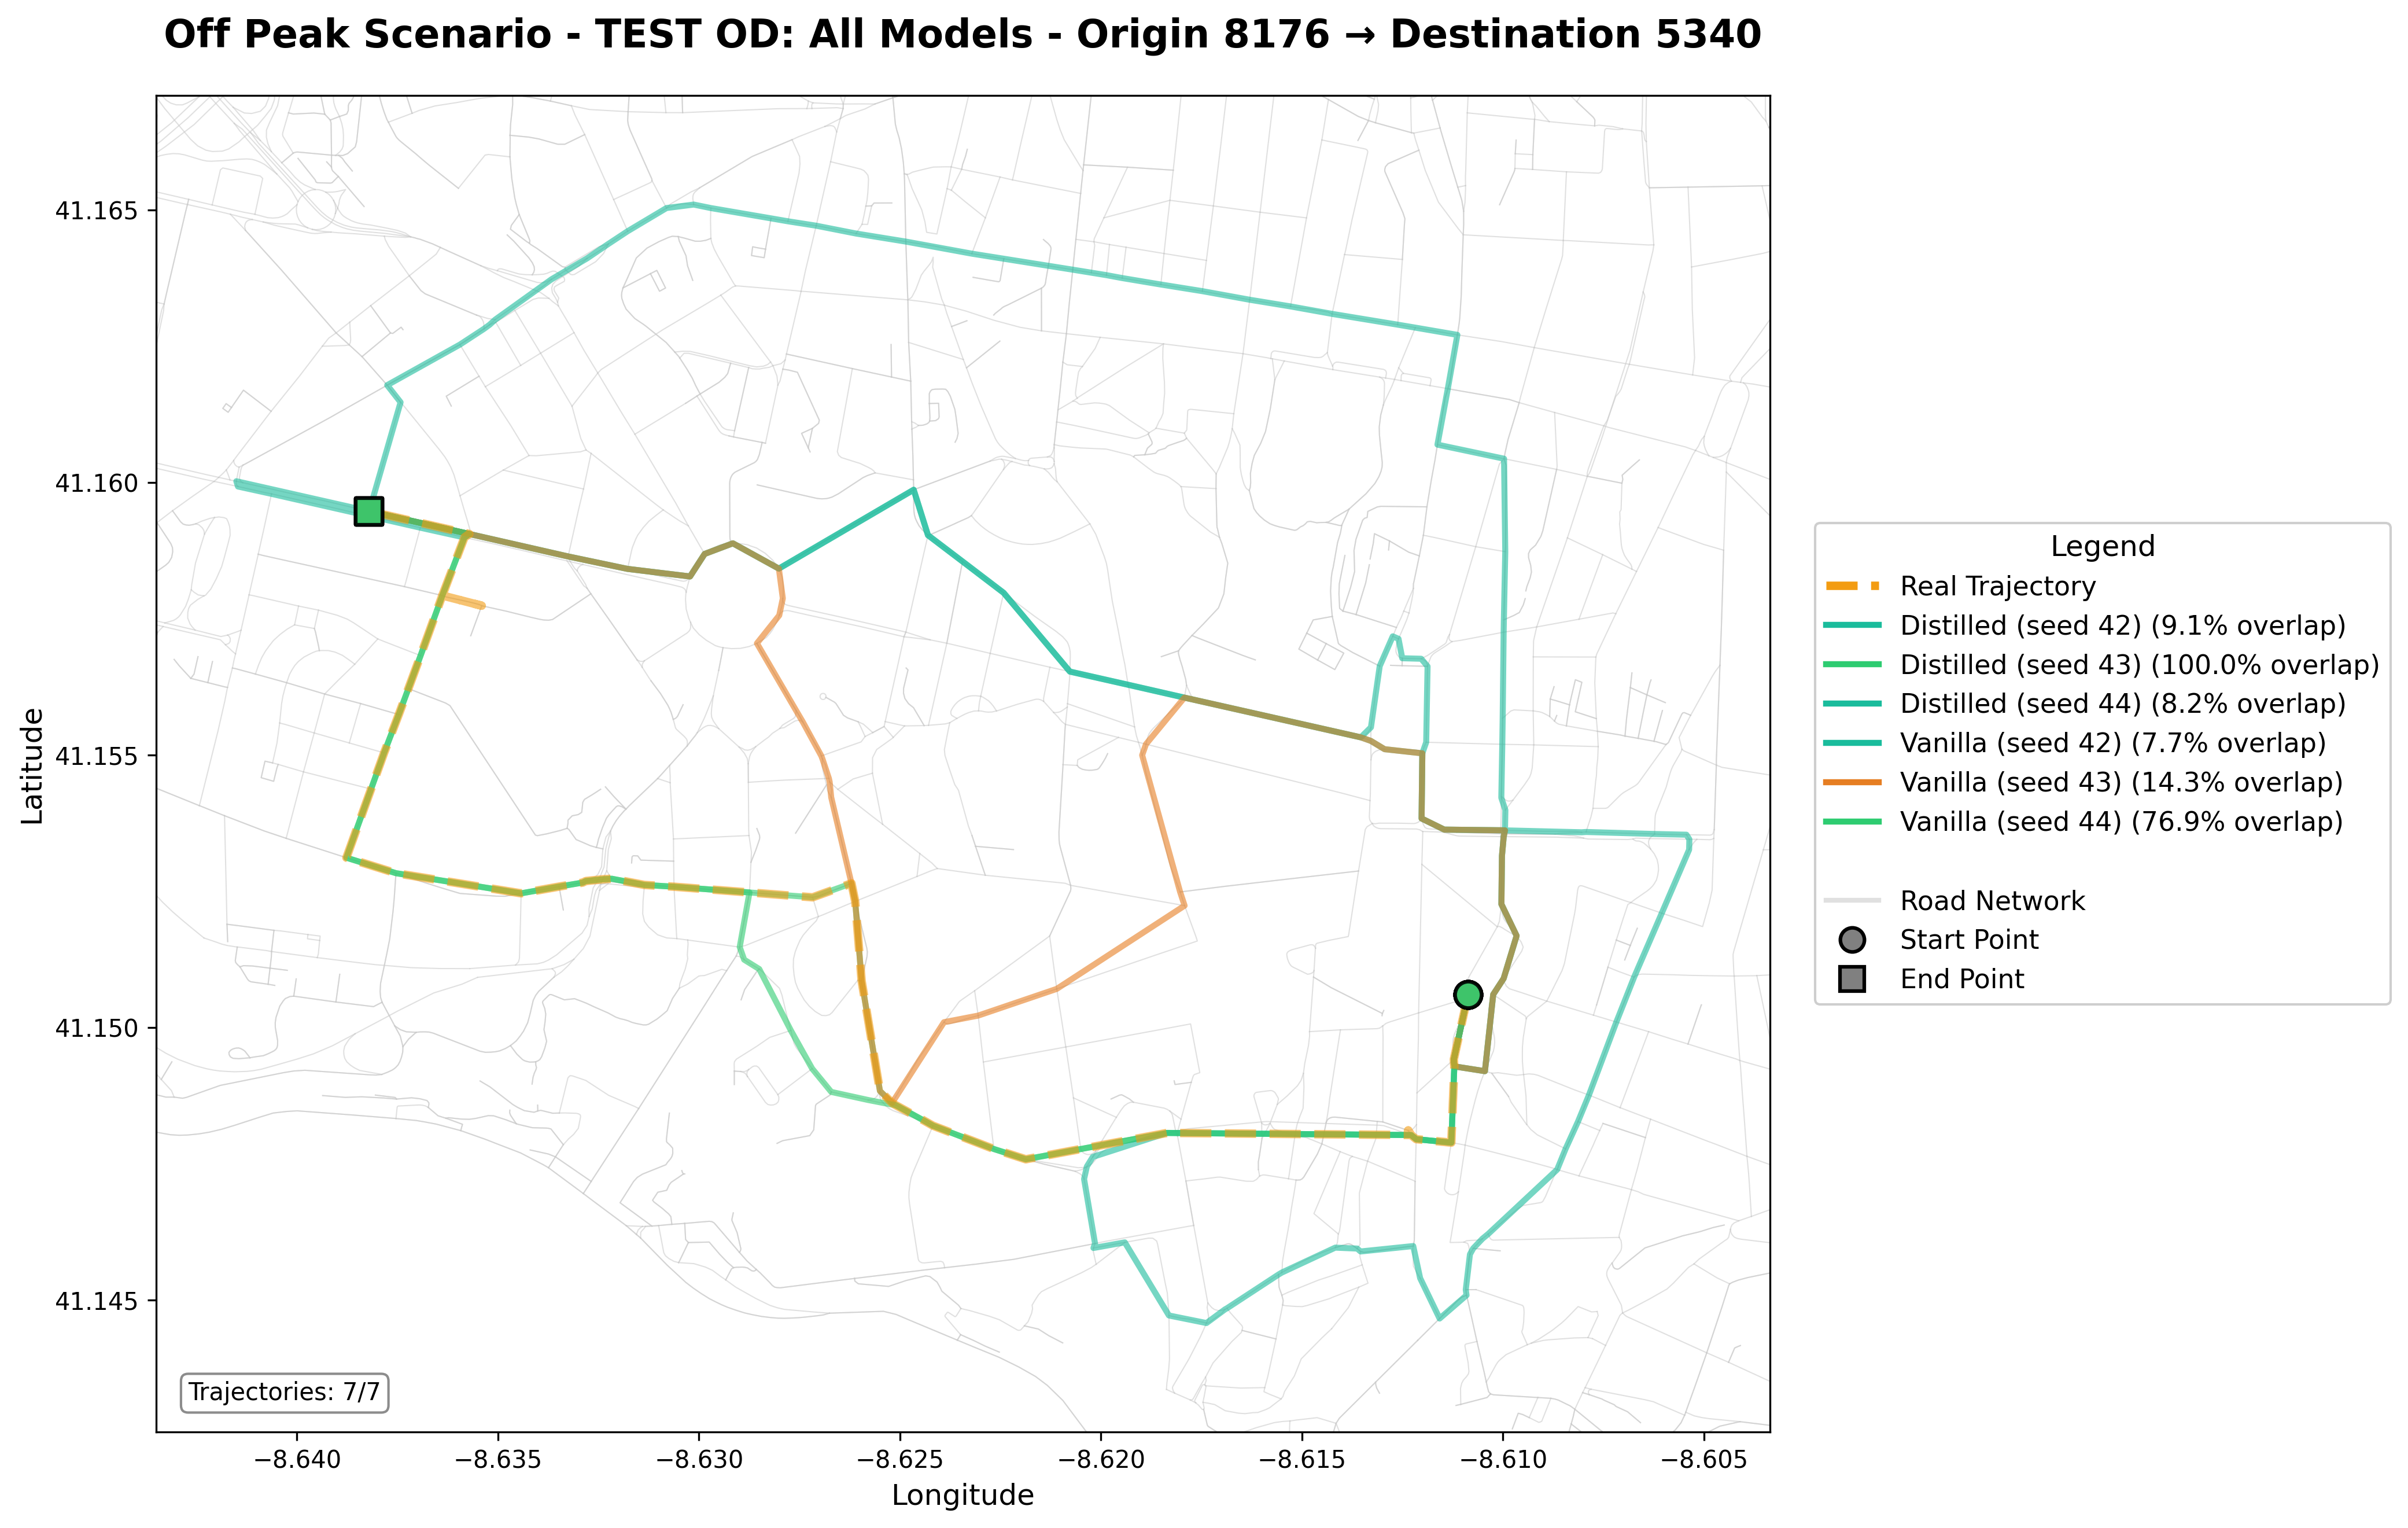 Off Peak Scenario - TEST OD: All Models - Origin 8176 → Destination 5340
41.165
41.160
41.155
41.150
41.145
Latitude
−8.640
−8.635
−8.630
−8.625
−8.620
−8.615
−8.610
−8.605
Longitude
Trajectories: 7/7
Legend
Real Trajectory
Distilled (seed 42) (9.1% overlap)
Distilled (seed 43) (100.0% overlap)
Distilled (seed 44) (8.2% overlap)
Vanilla (seed 42) (7.7% overlap)
Vanilla (seed 43) (14.3% overlap)
Vanilla (seed 44) (76.9% overlap)
Road Network
Start Point
End Point